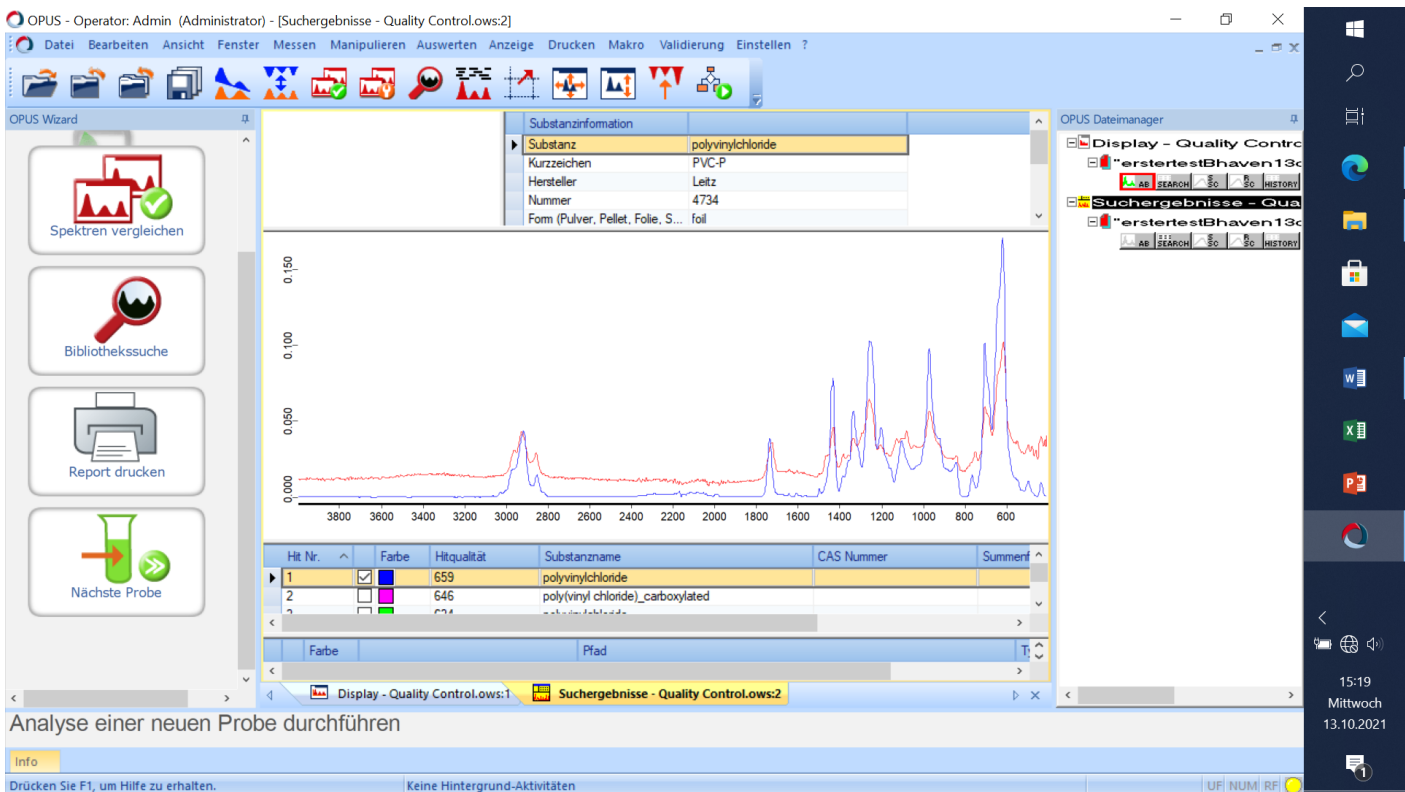 OPUS - Operator: Admin (Administrator) - [Suchergebnisse - Quality Control.ows:2]
Datei Bearbeiten Ansicht Fenster Messen Manipulieren Auswerten Anzeige Drucken Makro Validierung Einstellen ?
OPUS Wizard
Spektren vergleichen
Bibliothekssuche
Report drucken
Nächste Probe
Substanzinformation
Substanz polyvinylchloride
Kurzzeichen PVC-P
Hersteller Leitz
Nummer 4734
Form (Pulver, Pellet, Folie, S... foil
0.150
0.100
0.050
0.000
3800 3600 3400 3200 3000 2800 2600 2400 2200 2000 1800 1600 1400 1200 1000 800 600
Hit Nr. Farbe Hitqualität Substanzname CAS Nummer Summenf
1 659 polyvinylchloride
2 646 poly(vinyl chloride)_carboxylated
Farbe Pfad
Display - Quality Control.ows:1 Suchergebnisse - Quality Control.ows:2
OPUS Dateimanager
Display - Quality Contro
"erstertestBhaven13o
AB SEARCH S SC R SC HISTORY
Suchergebnisse - Qua
"erstertestBhaven13o
AB SEARCH S SC R SC HISTORY
Analyse einer neuen Probe durchführen
Info
Drücken Sie F1, um Hilfe zu erhalten. Keine Hintergrund-Aktivitäten UF NUM RF
W
X
P
15:19
Mittwoch
13.10.2021
1